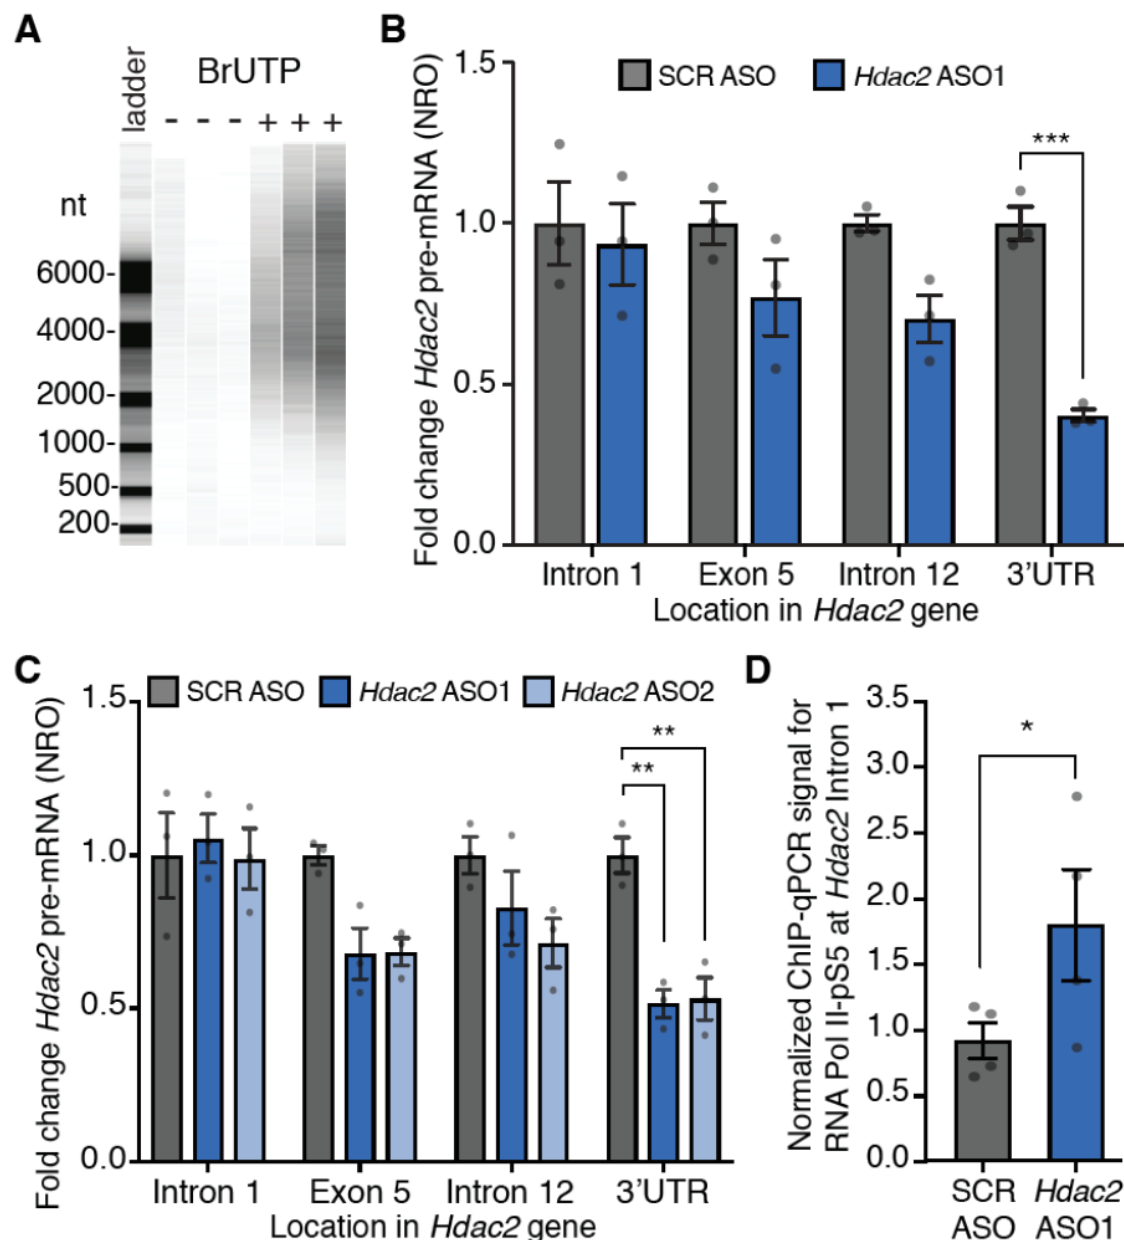 A
ladder
BrUTP
- - - + + +
nt
6000-
4000-
2000-
1000-
500-
200-
B
Fold change Hdac2 pre-mRNA (NRO)
SCR ASO Hdac2 ASO1
1.5
1.0
0.5
0.0
***
Intron 1 Exon 5 Intron 12 3'UTR
Location in Hdac2 gene
C
Fold change Hdac2 pre-mRNA (NRO)
SCR ASO Hdac2 ASO1 Hdac2 ASO2
1.5
1.0
0.5
0.0
**
**
Intron 1 Exon 5 Intron 12 3'UTR
Location in Hdac2 gene
D
Normalized ChIP-qPCR signal for
RNA Pol II-pS5 at Hdac2 Intron 1
3.5
3.0
2.5
2.0
1.5
1.0
0.5
0.0
*
SCR Hdac2
ASO ASO1